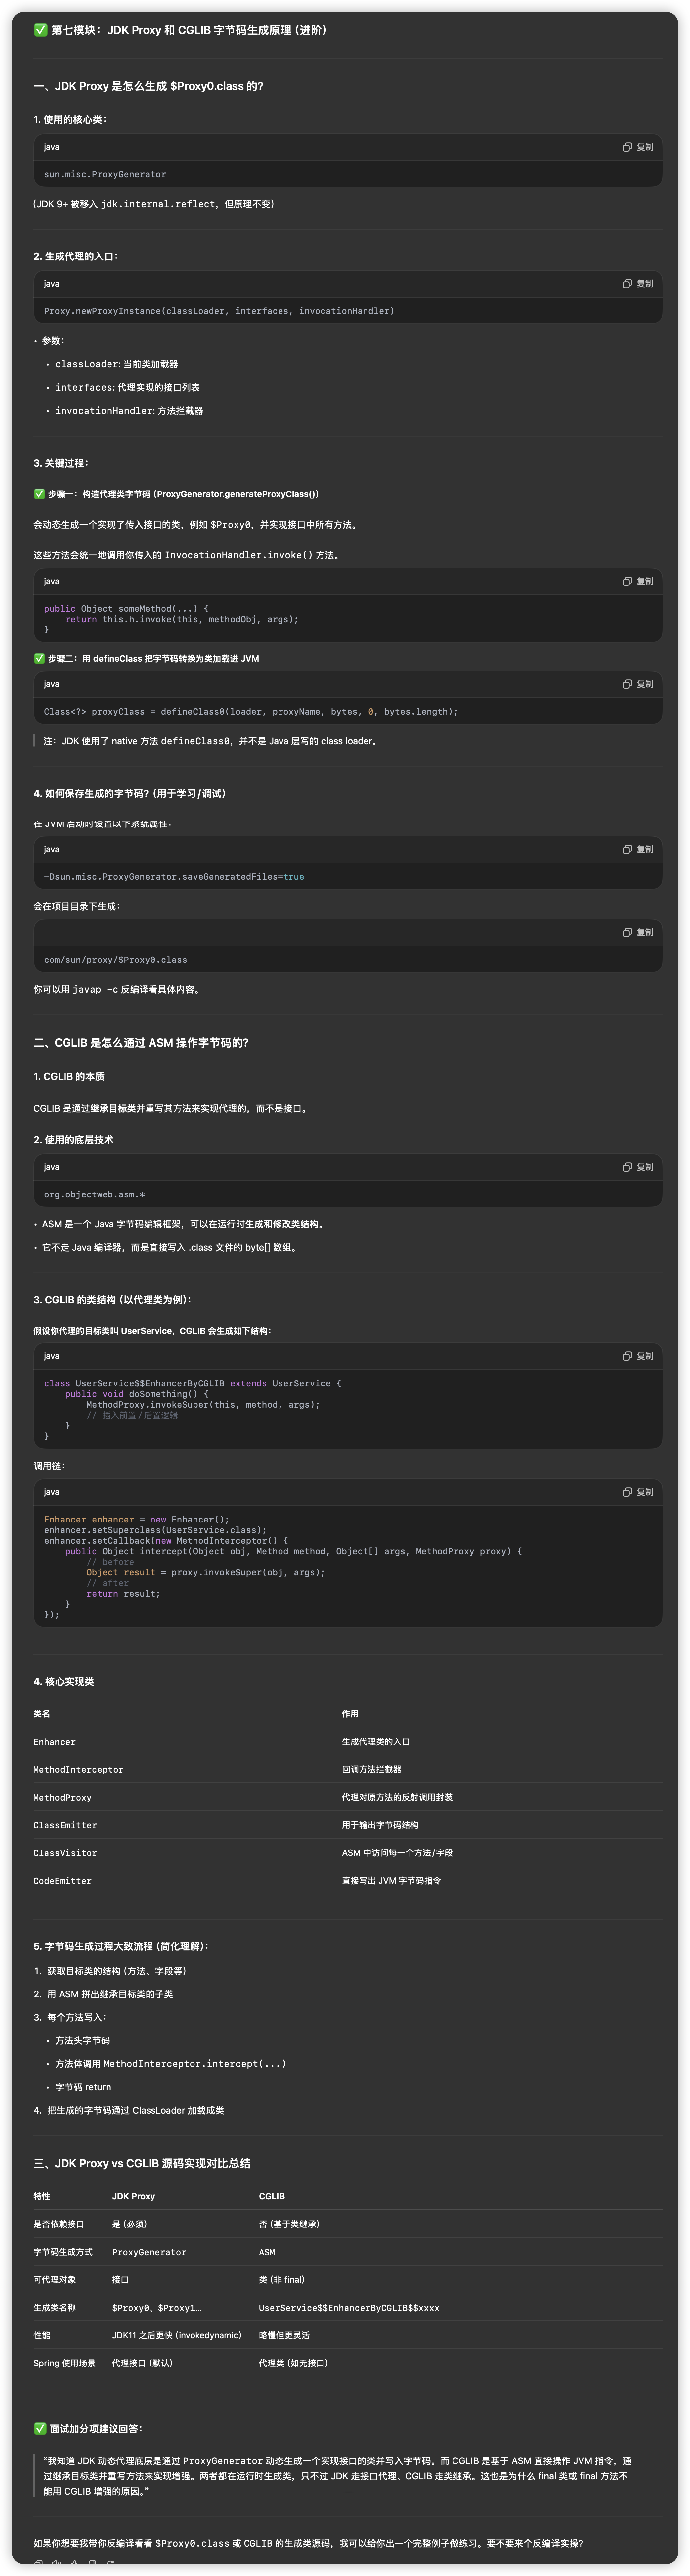 ✅ 第七模块：JDK Proxy 和 CGLIB 字节码生成原理（进阶）
一、JDK Proxy 是怎么生成 $Proxy0.class 的？
1. 使用的核心类：
java
复制
sun.misc.ProxyGenerator
（JDK 9+ 被移入 jdk.internal.reflect，但原理不变）
2. 生成代理的入口：
java
复制
Proxy.newProxyInstance(classLoader, interfaces, invocationHandler)
• 参数：
• classLoader: 当前类加载器
• interfaces: 代理实现的接口列表
• invocationHandler: 方法拦截器
3. 关键过程：
✅ 步骤一：构造代理类字节码（ProxyGenerator.generateProxyClass()）
会动态生成一个实现了传入接口的类，例如 $Proxy0，并实现接口中所有方法。
这些方法会统一地调用你传入的 InvocationHandler.invoke() 方法。
java
复制
public Object someMethod(...) {
    return this.h.invoke(this, methodObj, args);
}
✅ 步骤二：用 defineClass 把字节码转换为类加载进 JVM
java
复制
Class<?> proxyClass = defineClass0(loader, proxyName, bytes, 0, bytes.length);
注：JDK 使用了 native 方法 defineClass0，并不是 Java 层写的 class loader。
4. 如何保存生成的字节码？（用于学习/调试）
在 JVM 启动时设置以下系统属性：
java
复制
-Dsun.misc.ProxyGenerator.saveGeneratedFiles=true
会在项目目录下生成：
复制
com/sun/proxy/$Proxy0.class
你可以用 javap -c 反编译看具体内容。
二、CGLIB 是怎么通过 ASM 操作字节码的？
1. CGLIB 的本质
CGLIB 是通过继承目标类并重写其方法来实现代理的，而不是接口。
2. 使用的底层技术
java
复制
org.objectweb.asm.*
• ASM 是一个 Java 字节码编辑框架，可以在运行时生成和修改类结构。
• 它不走 Java 编译器，而是直接写入 .class 文件的 byte[] 数组。
3. CGLIB 的类结构（以代理类为例）：
假设你代理的目标类叫 UserService，CGLIB 会生成如下结构：
java
复制
class UserService$$EnhancerByCGLIB extends UserService {
    public void doSomething() {
        MethodProxy.invokeSuper(this, method, args);
        // 插入前置/后置逻辑
    }
}
调用链：
java
复制
Enhancer enhancer = new Enhancer();
enhancer.setSuperclass(UserService.class);
enhancer.setCallback(new MethodInterceptor() {
    public Object intercept(Object obj, Method method, Object[] args, MethodProxy proxy) {
        // before
        Object result = proxy.invokeSuper(obj, args);
        // after
        return result;
    }
});
4. 核心实现类
类名 作用
Enhancer 生成代理类的入口
MethodInterceptor 回调方法拦截器
MethodProxy 代理对原方法的反射调用封装
ClassEmitter 用于输出字节码结构
ClassVisitor ASM 中访问每一个方法/字段
CodeEmitter 直接写出 JVM 字节码指令
5. 字节码生成过程大致流程（简化理解）：
1. 获取目标类的结构（方法、字段等）
2. 用 ASM 拼出继承目标类的子类
3. 每个方法写入：
• 方法头字节码
• 方法体调用 MethodInterceptor.intercept(...)
• 字节码 return
4. 把生成的字节码通过 ClassLoader 加载成类
三、JDK Proxy vs CGLIB 源码实现对比总结
特性 JDK Proxy CGLIB
是否依赖接口 是（必须） 否（基于类继承）
字节码生成方式 ProxyGenerator ASM
可代理对象 接口 类（非 final）
生成类名称 $Proxy0、$Proxy1... UserService$$EnhancerByCGLIB$$xxxx
性能 JDK11 之后更快（invokedynamic） 略慢但更灵活
Spring 使用场景 代理接口（默认） 代理类（如无接口）
✅ 面试加分项建议回答：
“我知道 JDK 动态代理底层是通过 ProxyGenerator 动态生成一个实现接口的类并写入字节码。而 CGLIB 是基于 ASM 直接操作 JVM 指令，通
过继承目标类并重写方法来实现增强。两者都在运行时生成类，只不过 JDK 走接口代理、CGLIB 走类继承。这也是为什么 final 类或 final 方法不
能用 CGLIB 增强的原因。”
如果你想要我带你反编译看看 $Proxy0.class 或 CGLIB 的生成类源码，我可以给你出一个完整例子做练习。要不要来个反编译实操？